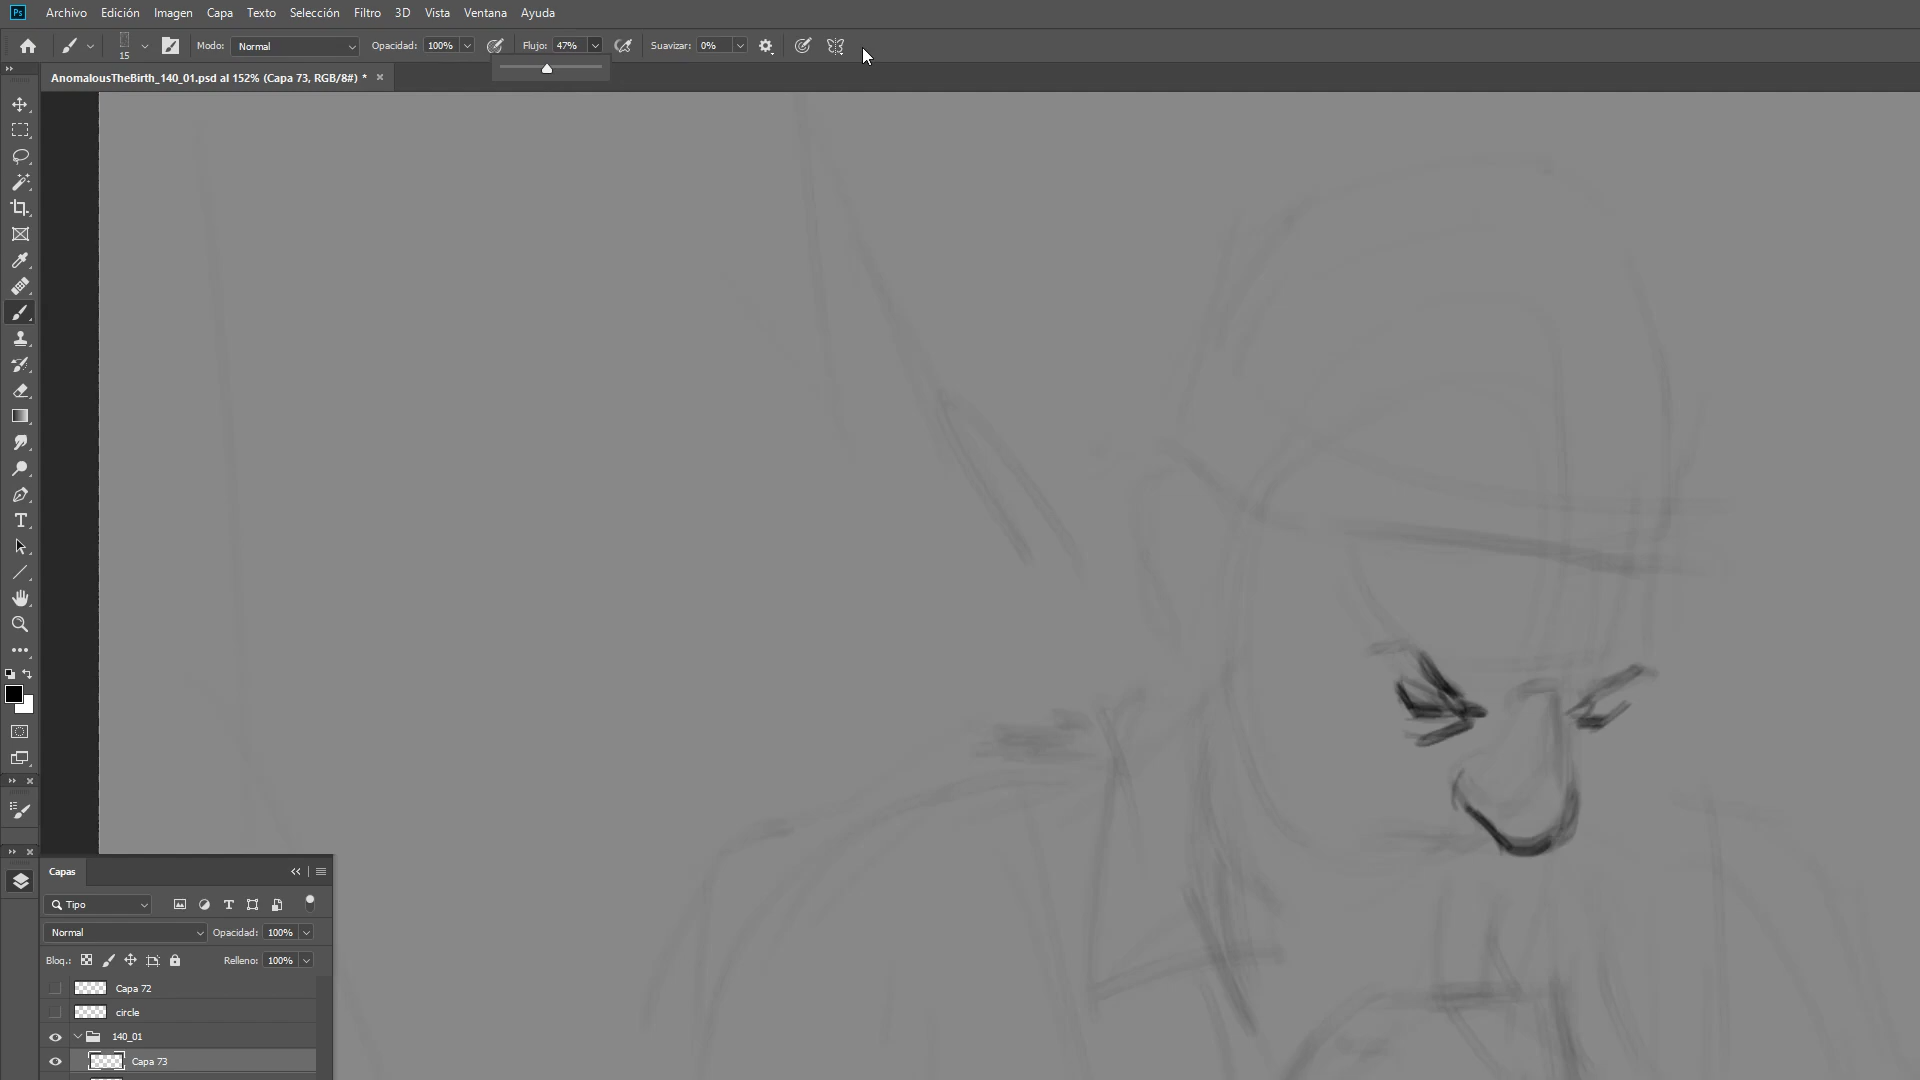 Ps Archivo Edición Imagen Capa Texto Selección Filtro 3D Vista Ventana Ayuda
15 Modo: Normal Opacidad: 100% Flujo: 47% Suavizar: 0%
AnomalousTheBirth_140_01.psd al 152% (Capa 73, RGB/8#) *
Capas
Tipo
Normal Opacidad: 100%
Bloq.: Relleno: 100%
Capa 72
circle
140_01
Capa 73